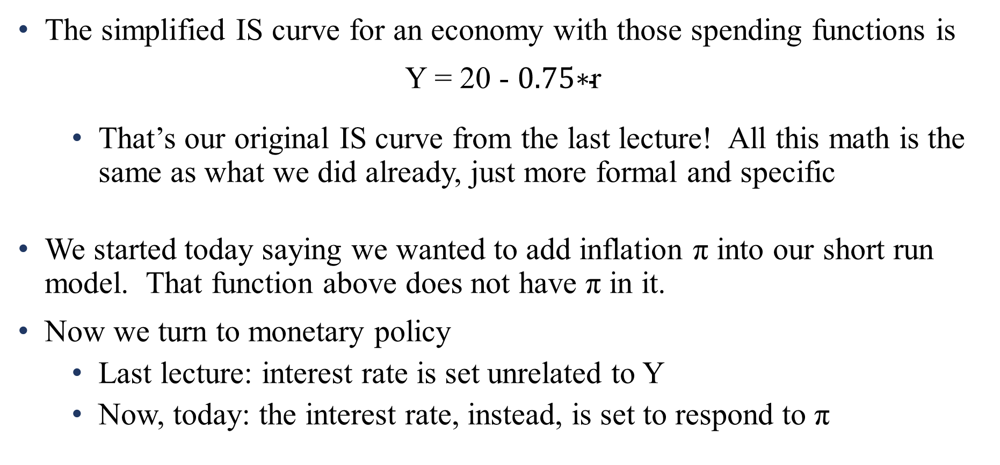 • The simplified IS curve for an economy with those spending functions is
Y = 20 - 0.75*r
• That’s our original IS curve from the last lecture!  All this math is the
same as what we did already, just more formal and specific
• We started today saying we wanted to add inflation π into our short run
model.  That function above does not have π in it.
• Now we turn to monetary policy
• Last lecture: interest rate is set unrelated to Y
• Now, today: the interest rate, instead, is set to respond to π